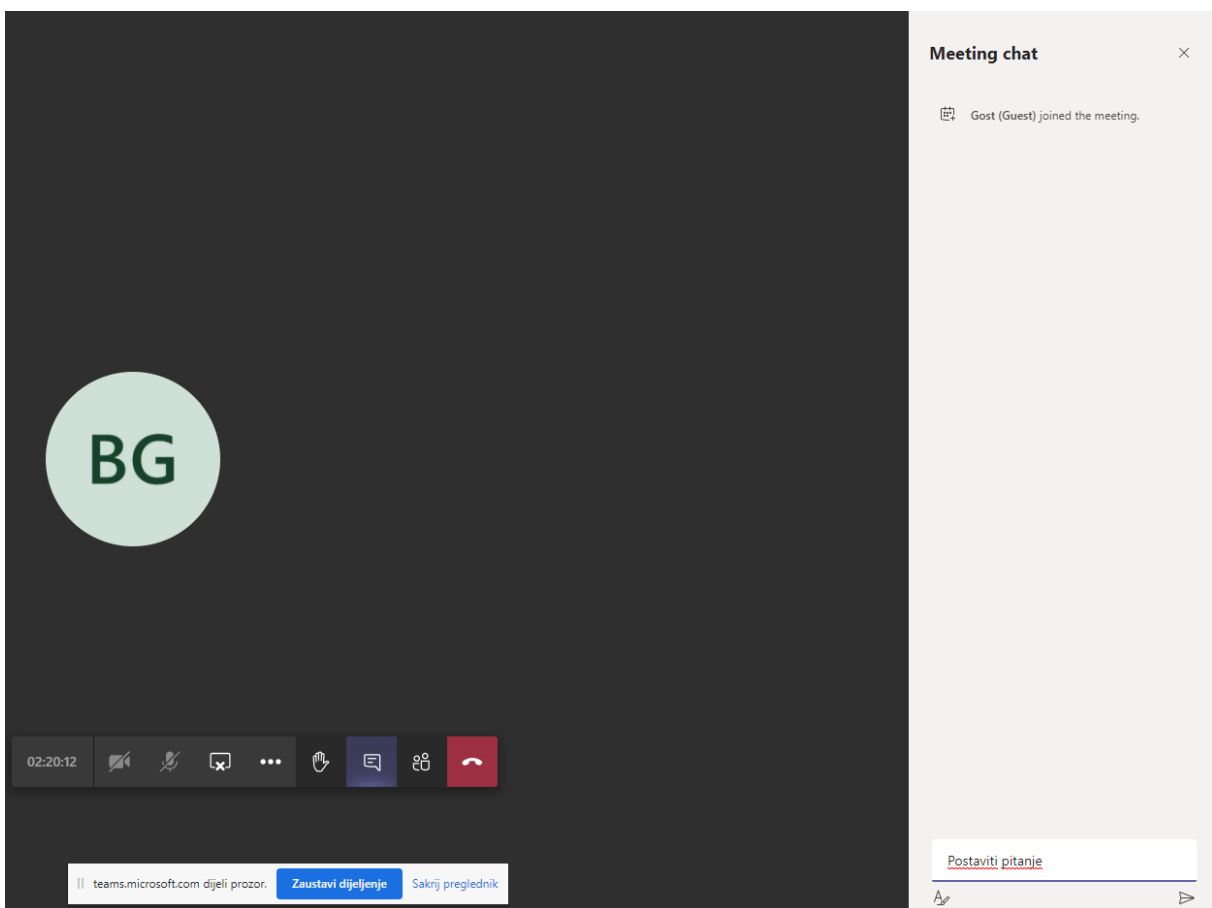 Meeting chat
Gost (Guest) joined the meeting.
BG
02:20:12
Postaviti pitanje
teams.microsoft.com dijeli prozor. Zaustavi dijeljenje Sakrij preglednik